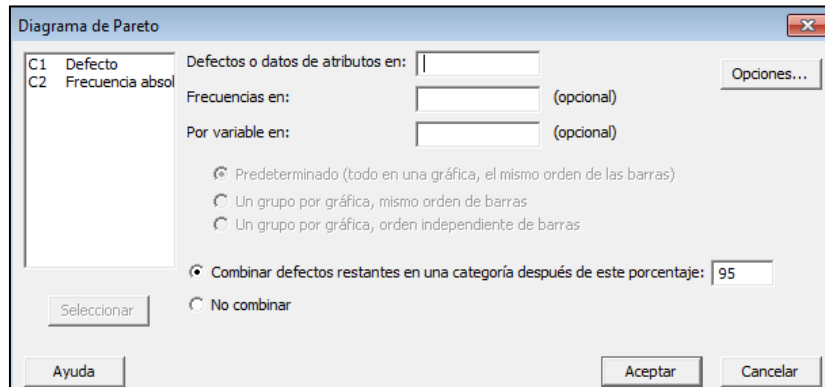 Diagrama de Pareto
C1 Defecto
C2 Frecuencia absol
Defectos o datos de atributos en:
Opciones...
Frecuencias en:
(opcional)
Por variable en:
(opcional)
Predeterminado (todo en una gráfica, el mismo orden de las barras)
Un grupo por gráfica, mismo orden de barras
Un grupo por gráfica, orden independiente de barras
Combinar defectos restantes en una categoría después de este porcentaje: 95
No combinar
Seleccionar
Ayuda
Aceptar
Cancelar